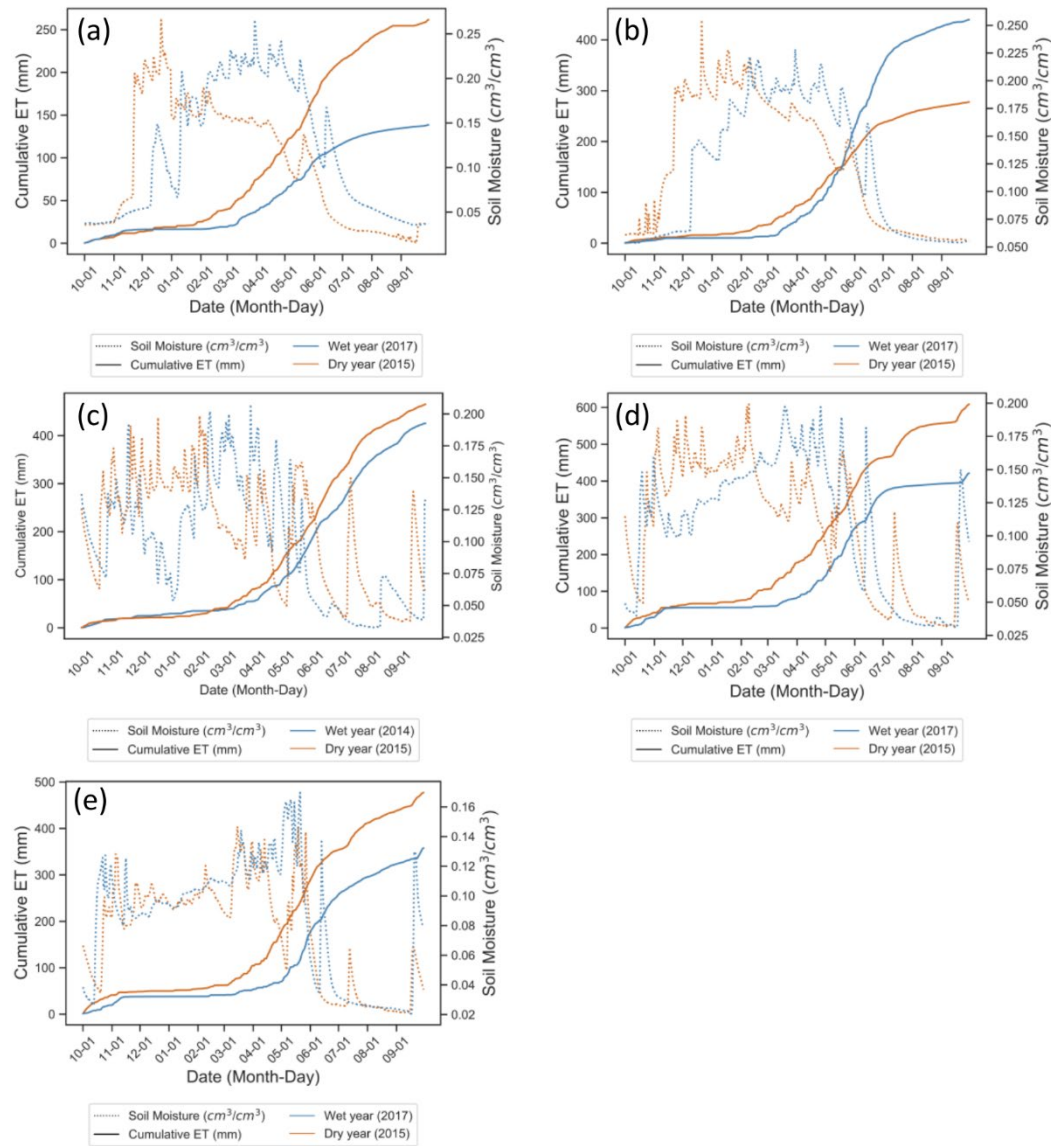 (a)
250
200
150
100
50
0
Cumulative ET (mm)
0.25
0.20
0.15
0.10
0.05
Soil Moisture (cm³/cm³)
10-01 11-01 12-01 01-01 02-01 03-01 04-01 05-01 06-01 07-01 08-01 09-01
Date (Month-Day)
Soil Moisture (cm³/cm³) Wet year (2017)
Cumulative ET (mm) Dry year (2015)
(b)
400
300
200
100
0
Cumulative ET (mm)
0.250
0.225
0.200
0.175
0.150
0.125
0.100
0.075
0.050
Soil Moisture (cm³/cm³)
10-01 11-01 12-01 01-01 02-01 03-01 04-01 05-01 06-01 07-01 08-01 09-01
Date (Month-Day)
Soil Moisture (cm³/cm³) Wet year (2017)
Cumulative ET (mm) Dry year (2015)
(c)
400
300
200
100
0
Cumulative ET (mm)
0.200
0.175
0.150
0.125
0.100
0.075
0.050
0.025
Soil Moisture (cm³/cm³)
10-01 11-01 12-01 01-01 02-01 03-01 04-01 05-01 06-01 07-01 08-01 09-01
Date (Month-Day)
Soil Moisture (cm³/cm³) Wet year (2014)
Cumulative ET (mm) Dry year (2015)
(d)
600
500
400
300
200
100
0
Cumulative ET (mm)
0.200
0.175
0.150
0.125
0.100
0.075
0.050
0.025
Soil Moisture (cm³/cm³)
10-01 11-01 12-01 01-01 02-01 03-01 04-01 05-01 06-01 07-01 08-01 09-01
Date (Month-Day)
Soil Moisture (cm³/cm³) Wet year (2017)
Cumulative ET (mm) Dry year (2015)
(e)
500
400
300
200
100
0
Cumulative ET (mm)
0.16
0.14
0.12
0.10
0.08
0.06
0.04
0.02
Soil Moisture (cm³/cm³)
10-01 11-01 12-01 01-01 02-01 03-01 04-01 05-01 06-01 07-01 08-01 09-01
Date (Month-Day)
Soil Moisture (cm³/cm³) Wet year (2017)
Cumulative ET (mm) Dry year (2015)